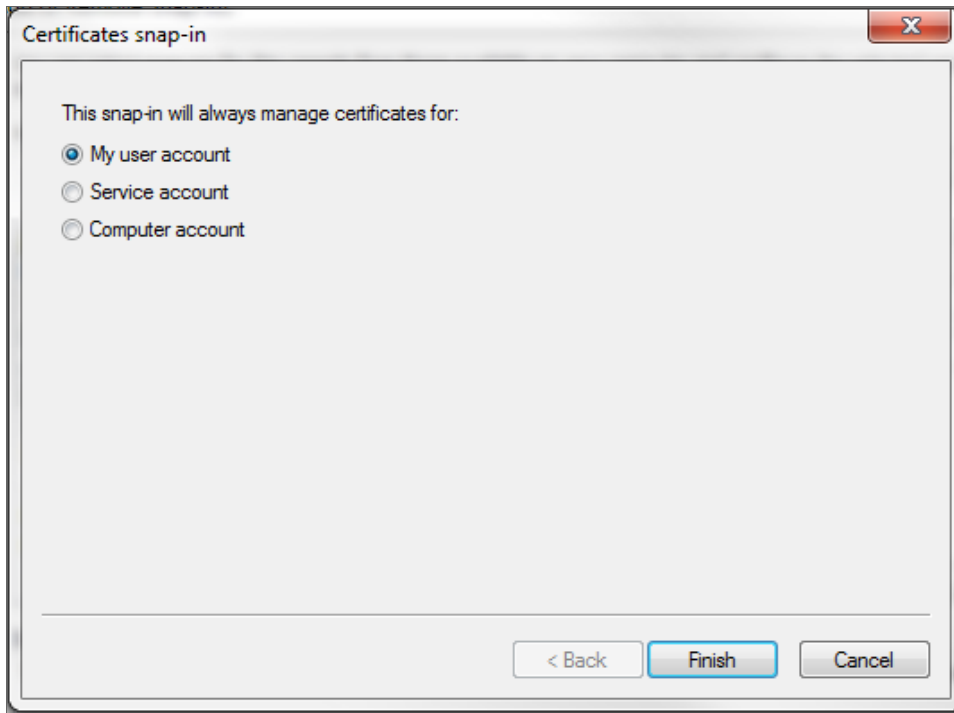 Certificates snap-in
This snap-in will always manage certificates for:
My user account
Service account
Computer account
< Back
Finish
Cancel